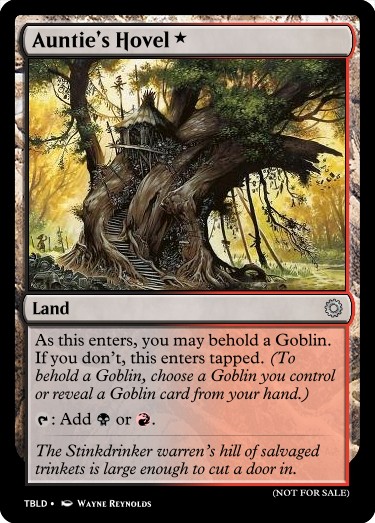 Auntie's Hovel ★
Land
As this enters, you may behold a Goblin.
If you don't, this enters tapped. (To
behold a Goblin, choose a Goblin you control
or reveal a Goblin card from your hand.)
: Add or .
The Stinkdrinker warren's hill of salvaged
trinkets is large enough to cut a door in.
(NOT FOR SALE)
TBLD • Wayne Reynolds